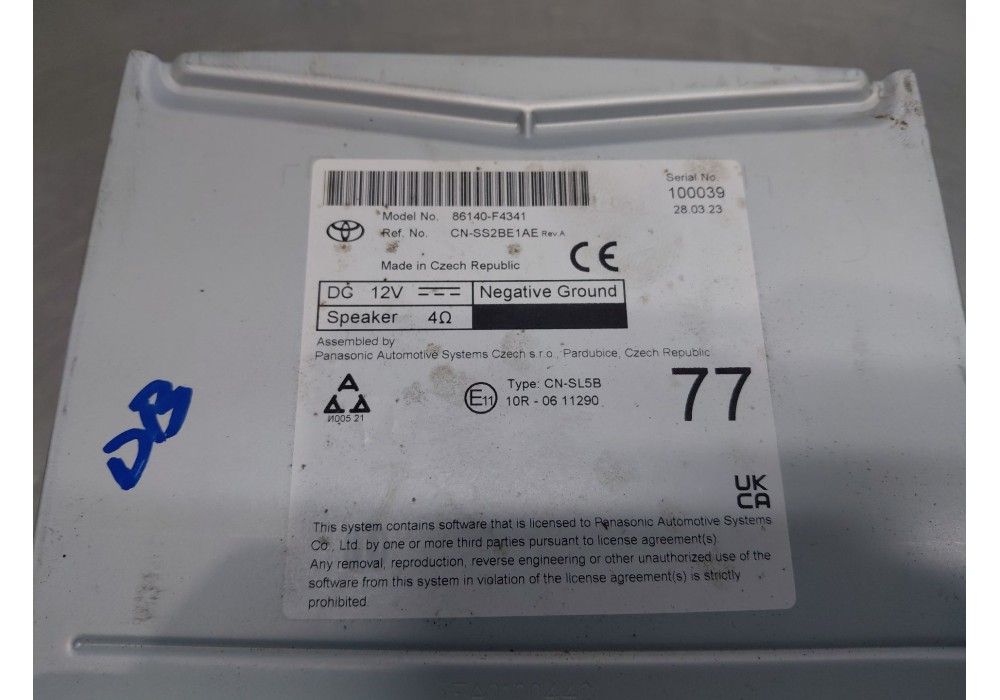 Serial No.
100039
28.03.23
Model No. 86140-F4341
Ref. No. CN-SS2BE1AE Rev.A
Made in Czech Republic
CE
DC 12V Negative Ground
Speaker 4Ω
Assembled by
Panasonic Automotive Systems Czech s.r.o., Pardubice, Czech Republic
Type: CN-SL5B
E11 10R - 06 11290
77
И005 21
DB
UK
CA
This system contains software that is licensed to Panasonic Automotive Systems
Co., Ltd. by one or more third parties pursuant to license agreement(s).
Any removal, reproduction, reverse engineering or other unauthorized use of the
software from this system in violation of the license agreement(s) is strictly
prohibited.